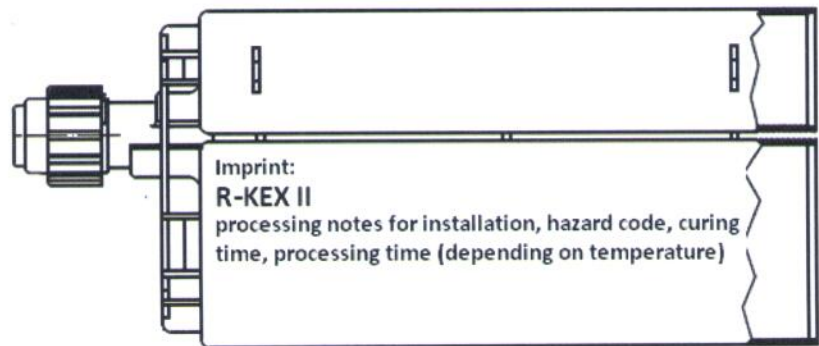 Imprint:
R-KEX II
processing notes for installation, hazard code, curing
time, processing time (depending on temperature)